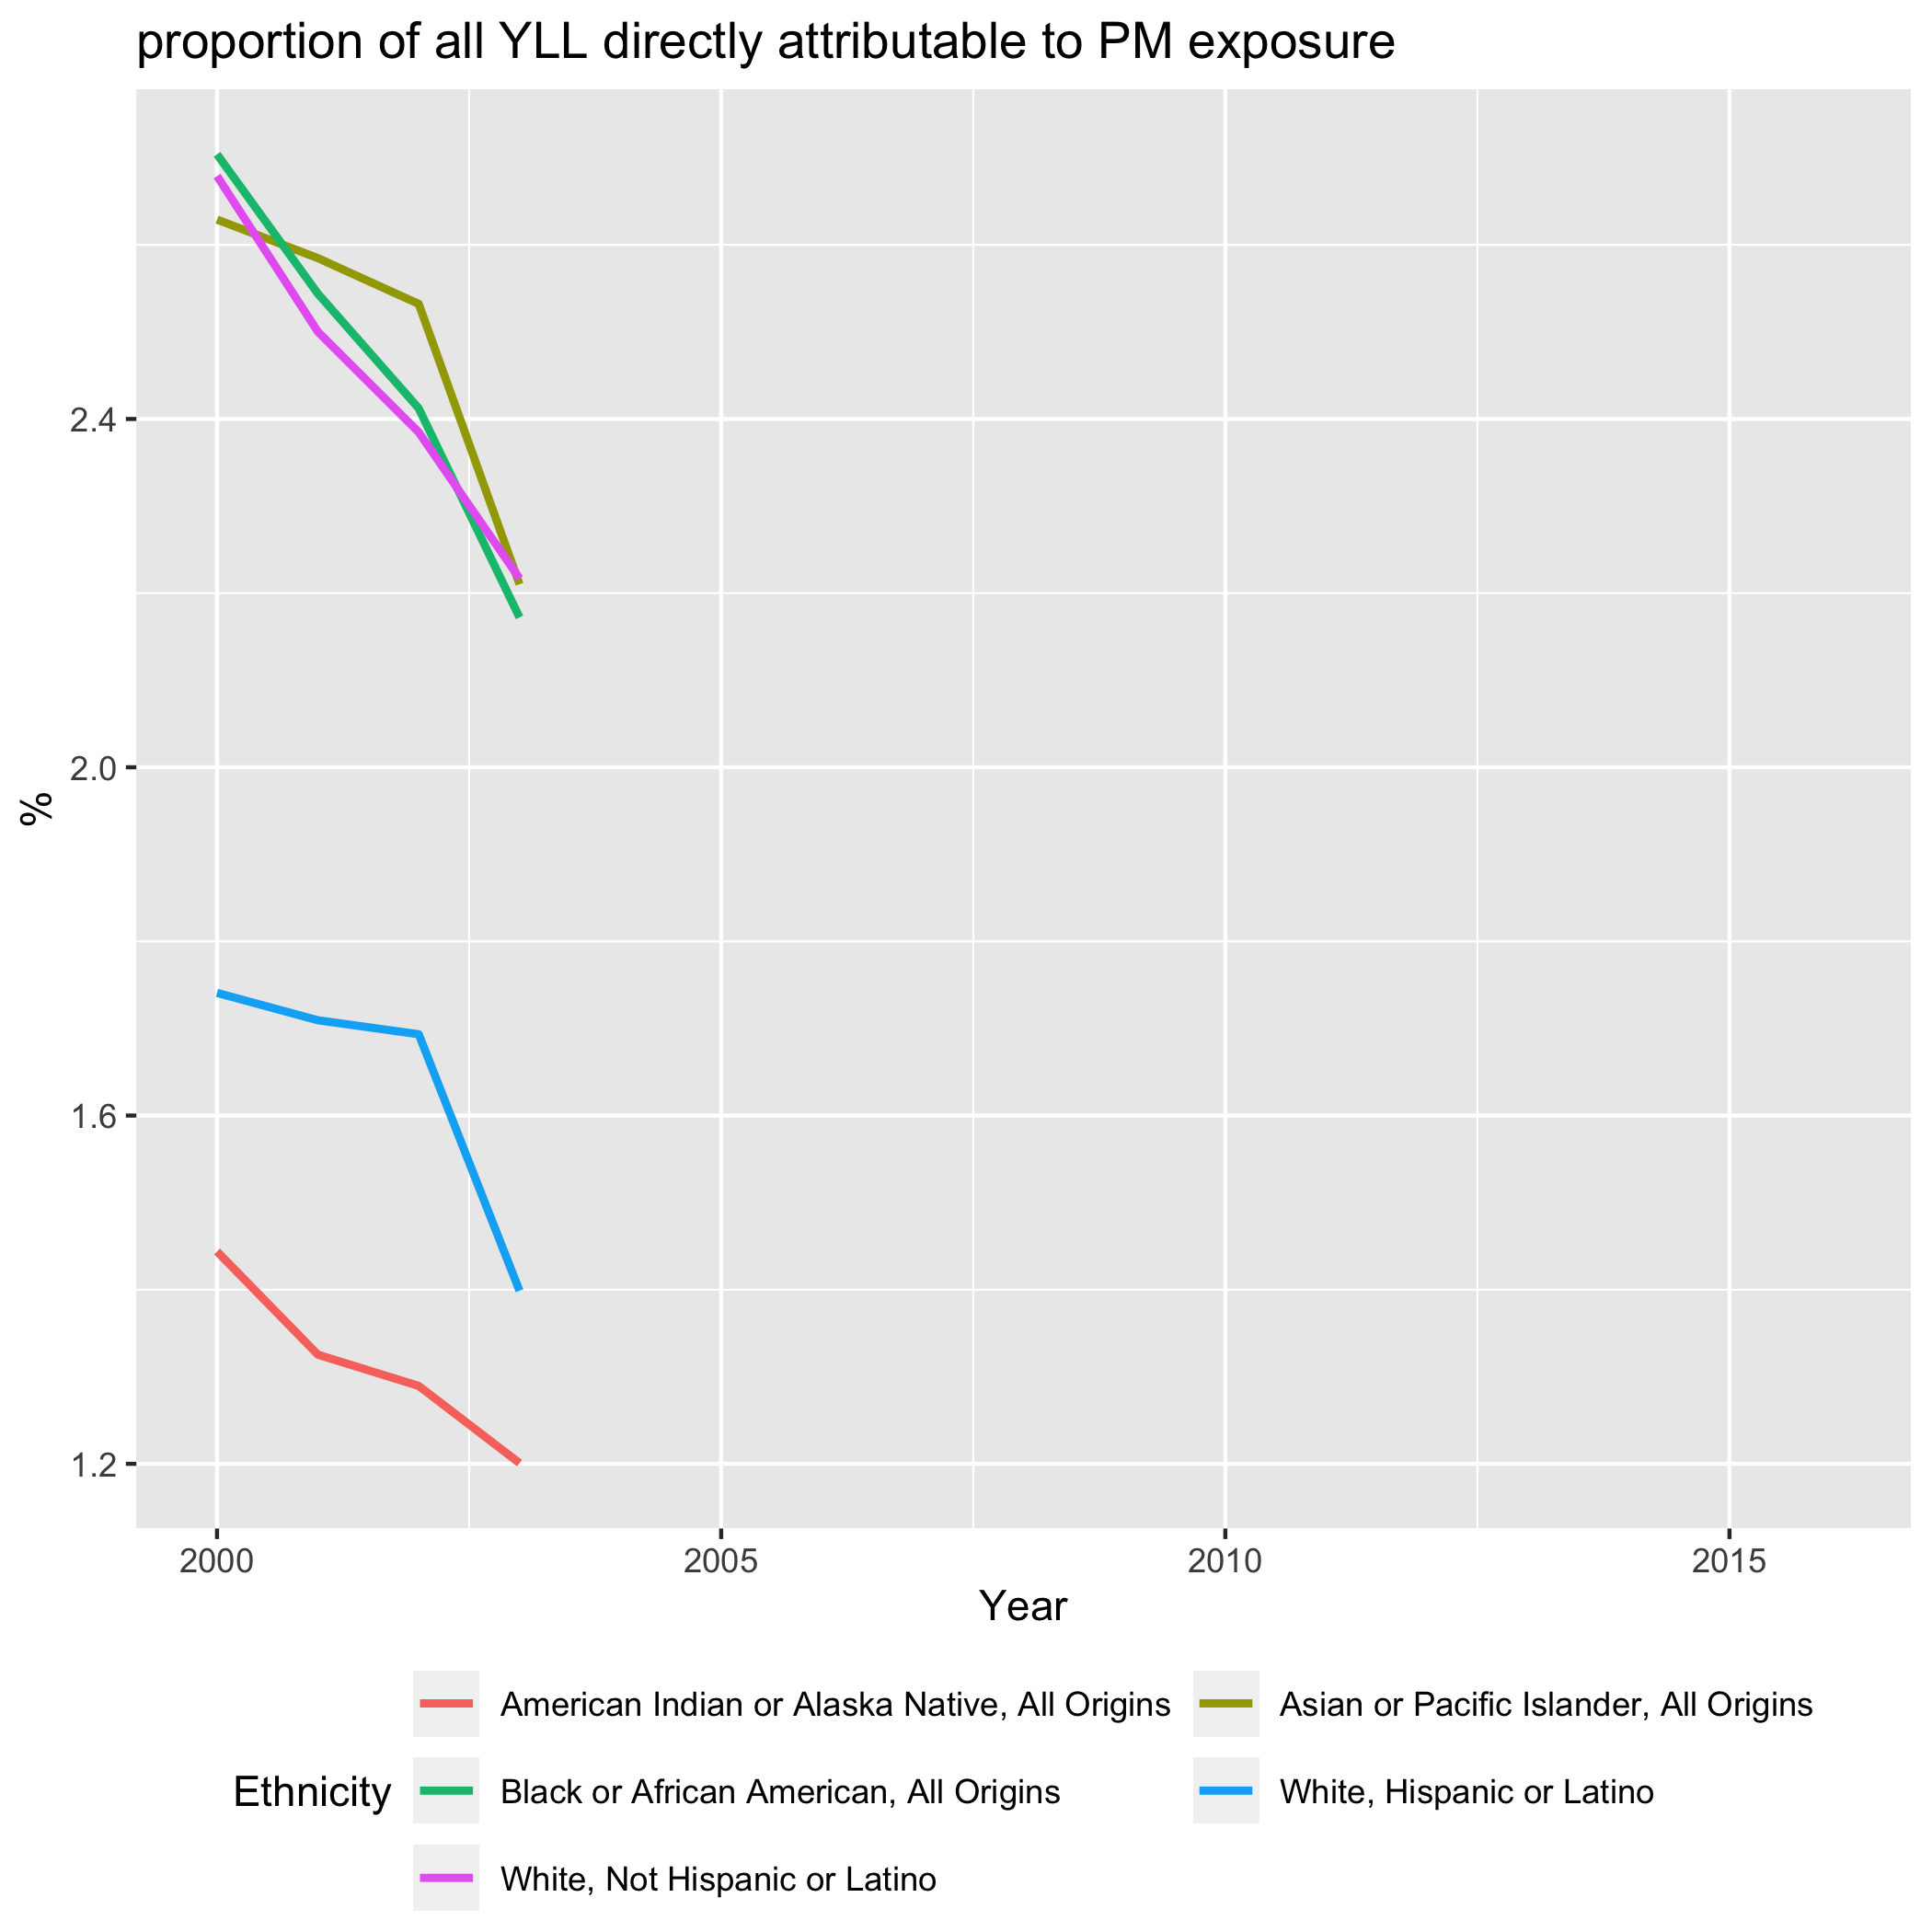 proportion of all YLL directly attributable to PM exposure
%
2.4
2.0
1.6
1.2
2000 2005 2010 2015
Year
Ethnicity
American Indian or Alaska Native, All Origins
Asian or Pacific Islander, All Origins
Black or African American, All Origins
White, Hispanic or Latino
White, Not Hispanic or Latino